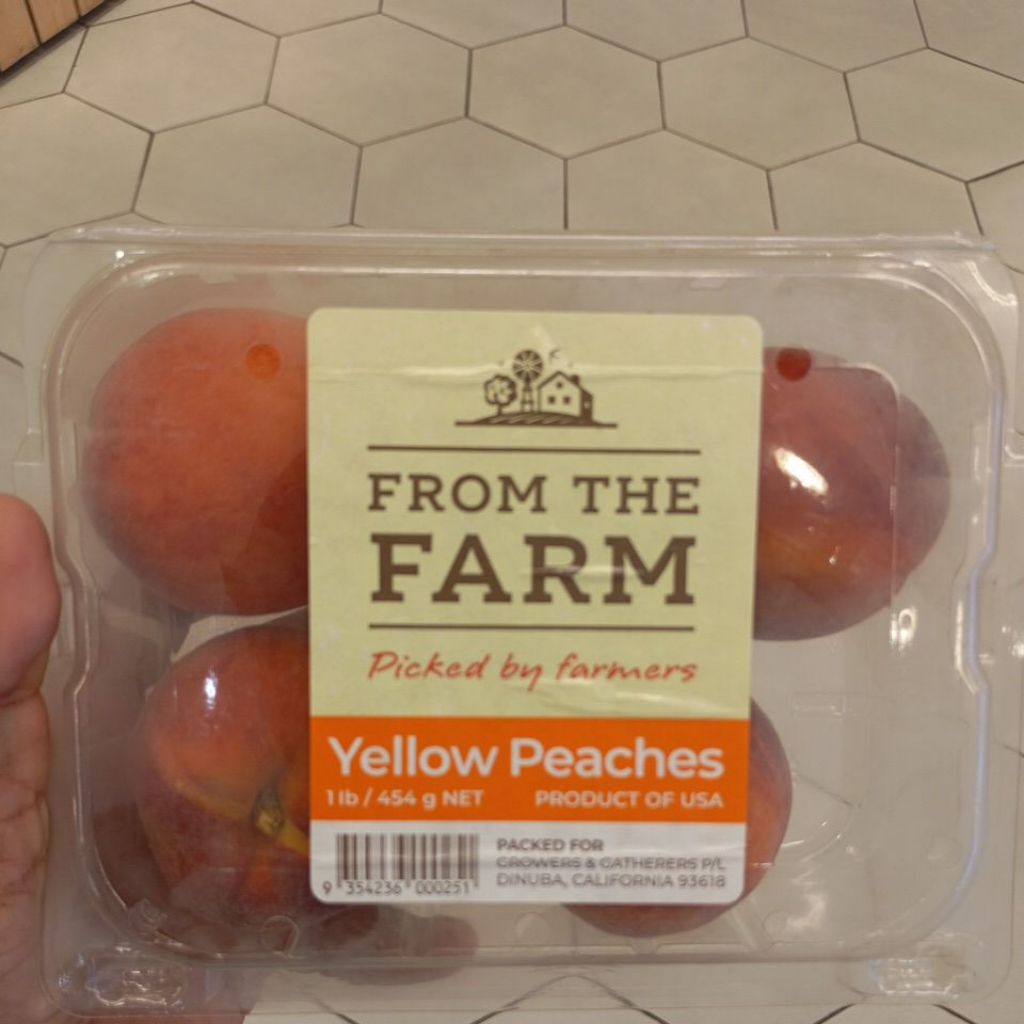 FROM THE
FARM
Picked by farmers
Yellow Peaches
1 lb / 454 g NET PRODUCT OF USA
PACKED FOR
GROWERS & GATHERERS P/L
DINUBA, CALIFORNIA 93618
9 354236 000251